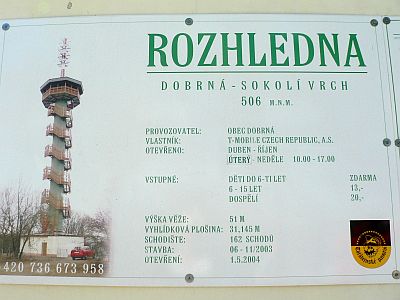 ROZHLEDNA
DOBRNÁ - SOKOLÍ VRCH
506 M.N.M.
PROVOZOVATEL: OBEC DOBRNÁ
VLASTNÍK: T-MOBILE CZECH REPUBLIC, A.S.
OTEVŘENO: DUBEN - ŘÍJEN
ÚTERÝ - NEDĚLE 10.00 - 17.00
VSTUPNÉ: DĚTI DO 6-TI LET ZDARMA
6 - 15 LET 13,-
DOSPĚLÍ 20,-
VÝŠKA VĚŽE: 51 M
VYHLÍDKOVÁ PLOŠINA: 31,145 M
SCHODIŠTĚ: 162 SCHODŮ
STAVBA: 06 - 11/2003
OTEVŘENÍ: 1.5.2004
420 736 673 958